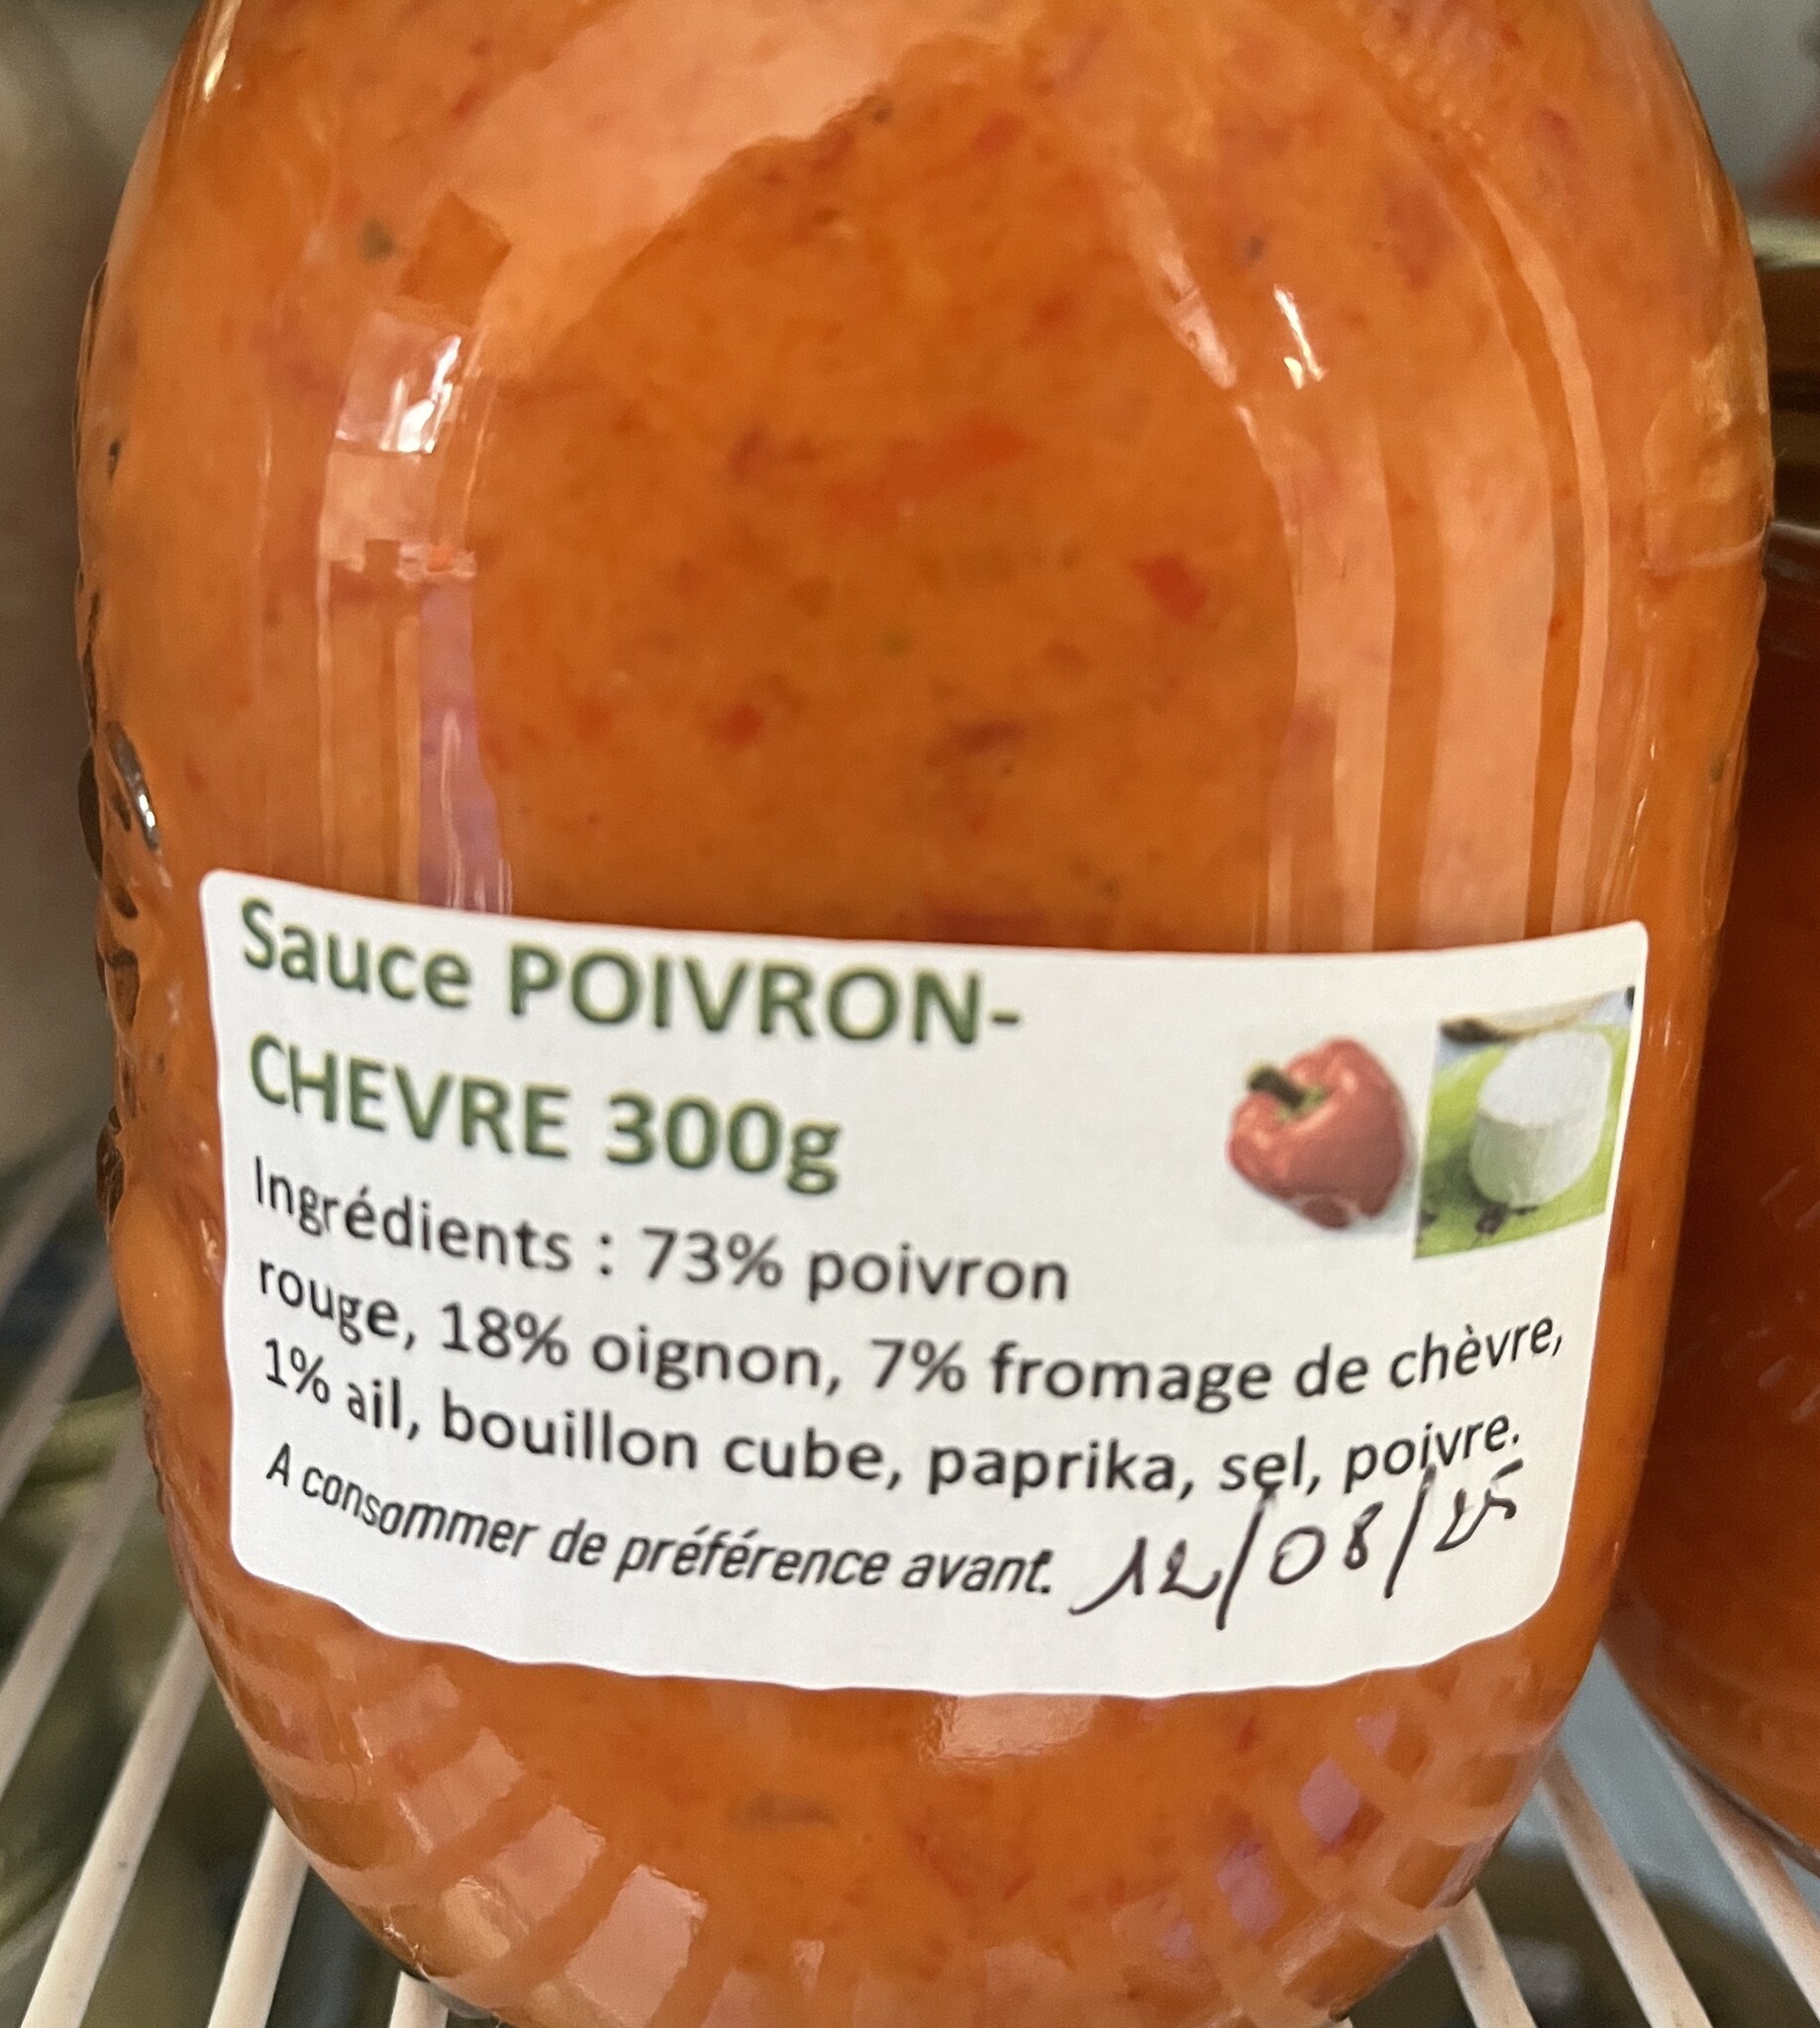 Sauce POIVRON-
CHEVRE 300g
Ingrédients : 73% poivron
rouge, 18% oignon, 7% fromage de chèvre,
1% ail, bouillon cube, paprika, sel, poivre.
A consommer de préférence avant. 12/08/25